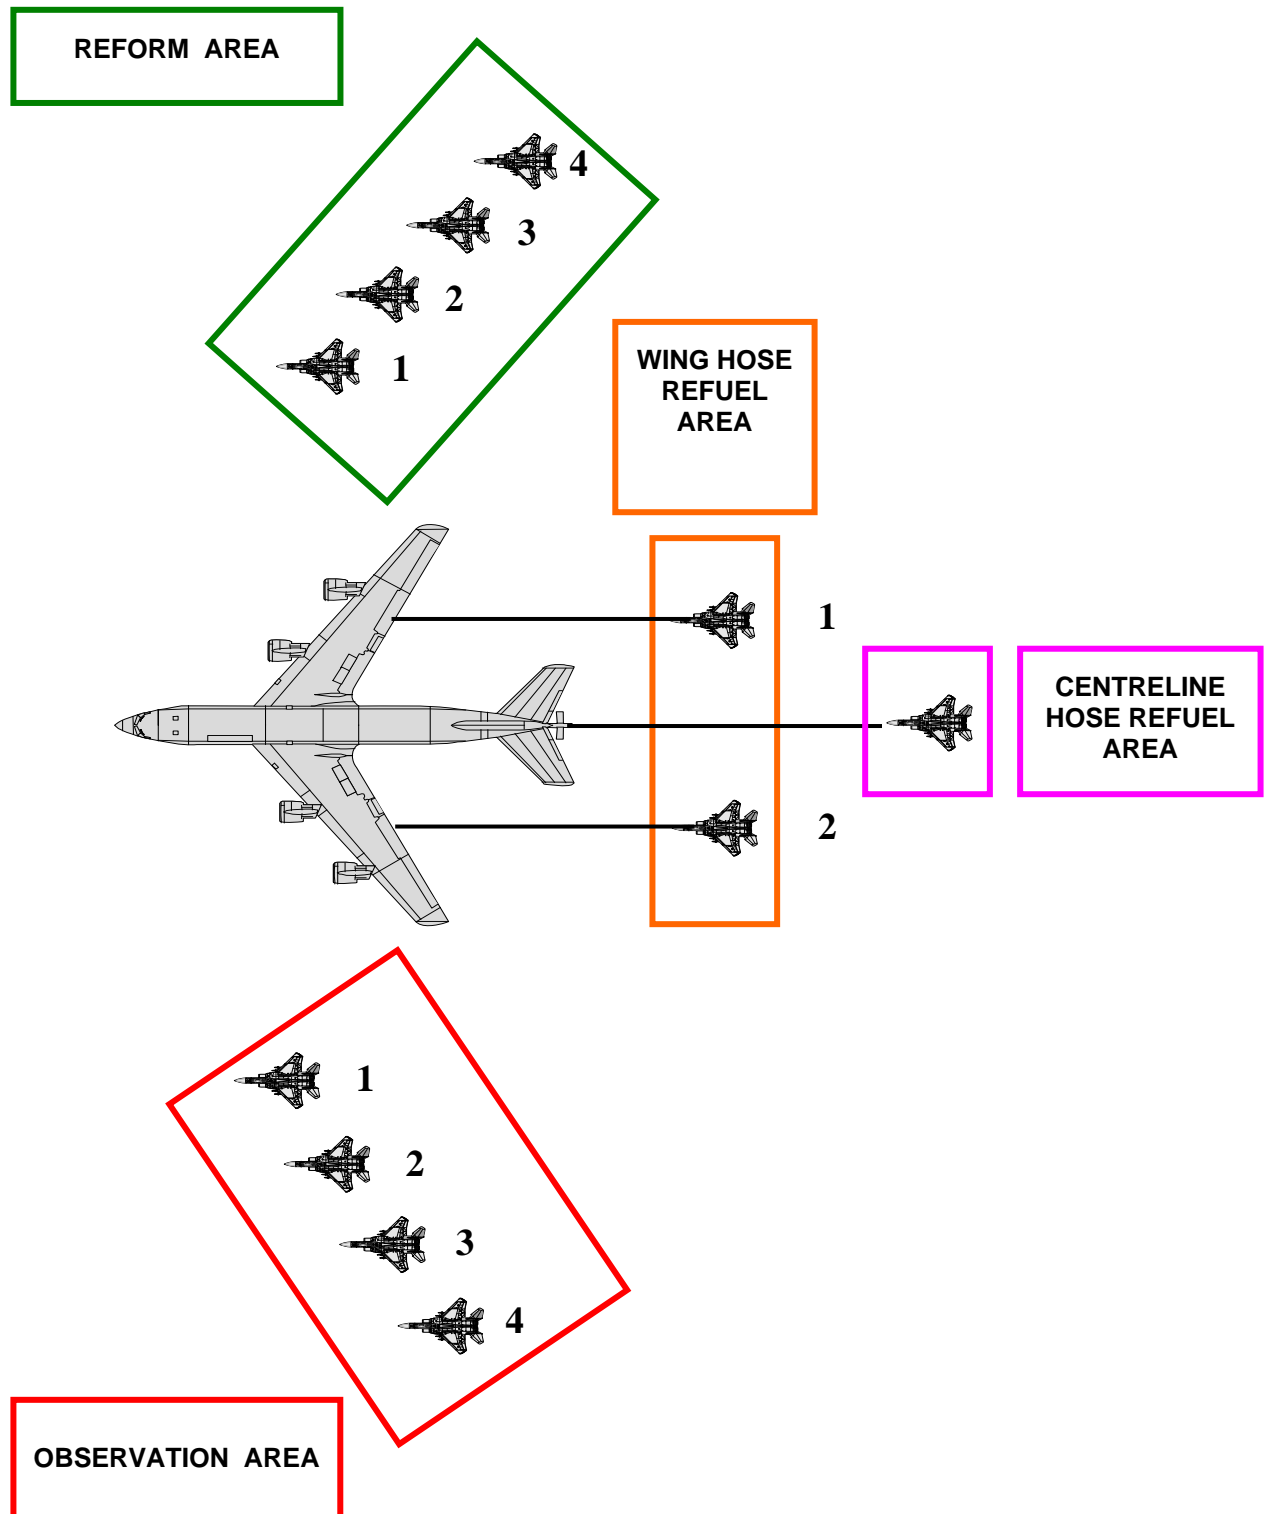 REFORM AREA
4
3
2
1
WING HOSE
REFUEL
AREA
1
CENTRELINE
HOSE REFUEL
AREA
2
1
2
3
4
OBSERVATION AREA